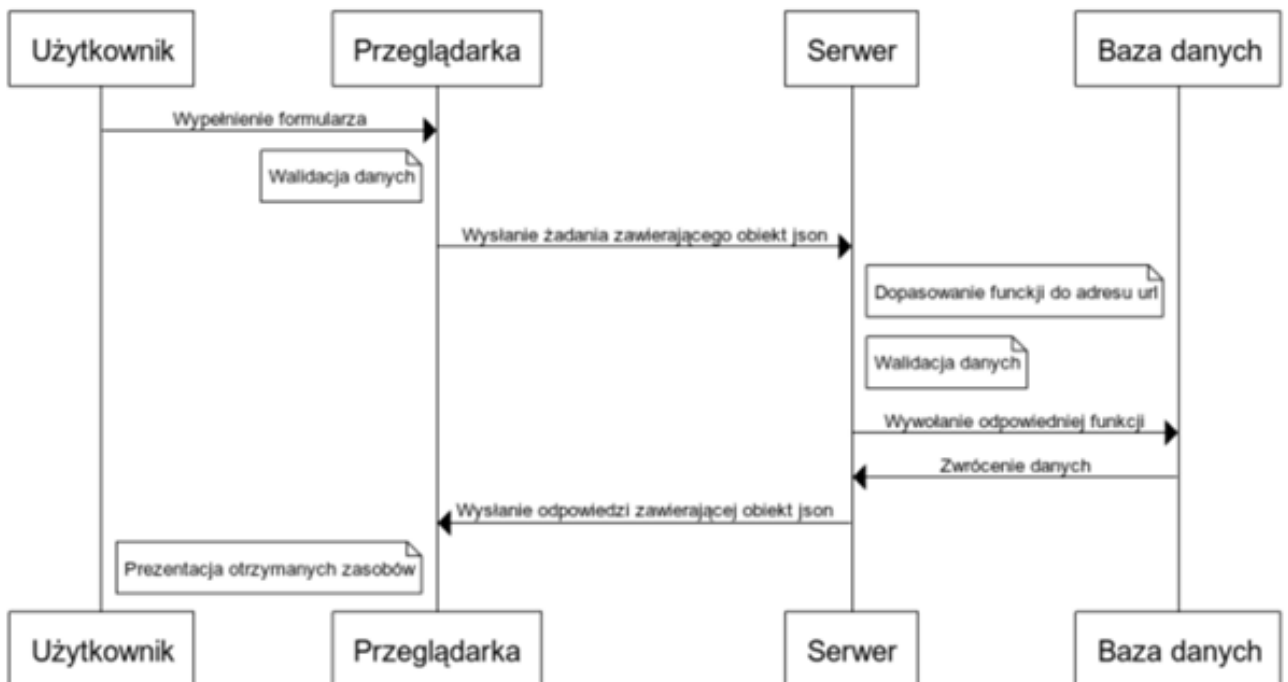 Użytkownik
Przeglądarka
Serwer
Baza danych
Wypełnienie formularza
Walidacja danych
Wysłanie żadania zawierającego obiekt json
Dopasowanie funckji do adresu url
Walidacja danych
Wywołanie odpowiedniej funkcji
Zwrócenie danych
Wysłanie odpowiedzi zawierającej obiekt json
Prezentacja otrzymanych zasobów
Użytkownik
Przeglądarka
Serwer
Baza danych